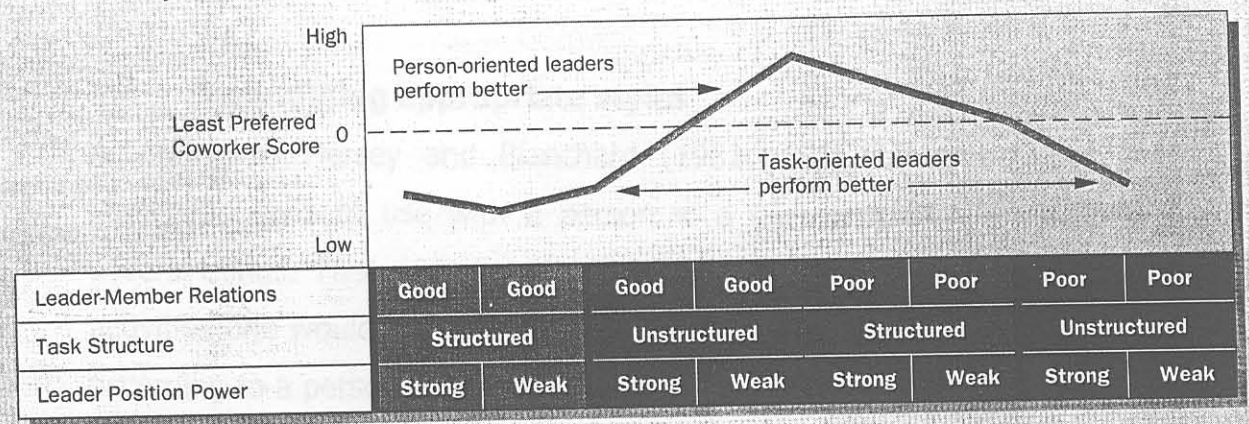 High
Person-oriented leaders
perform better
Least Preferred
Coworker Score
0
Task-oriented leaders
perform better
Low
Leader-Member Relations
Good Good Good Good Poor Poor Poor Poor
Task Structure
Structured Unstructured Structured Unstructured
Leader Position Power
Strong Weak Strong Weak Strong Weak Strong Weak